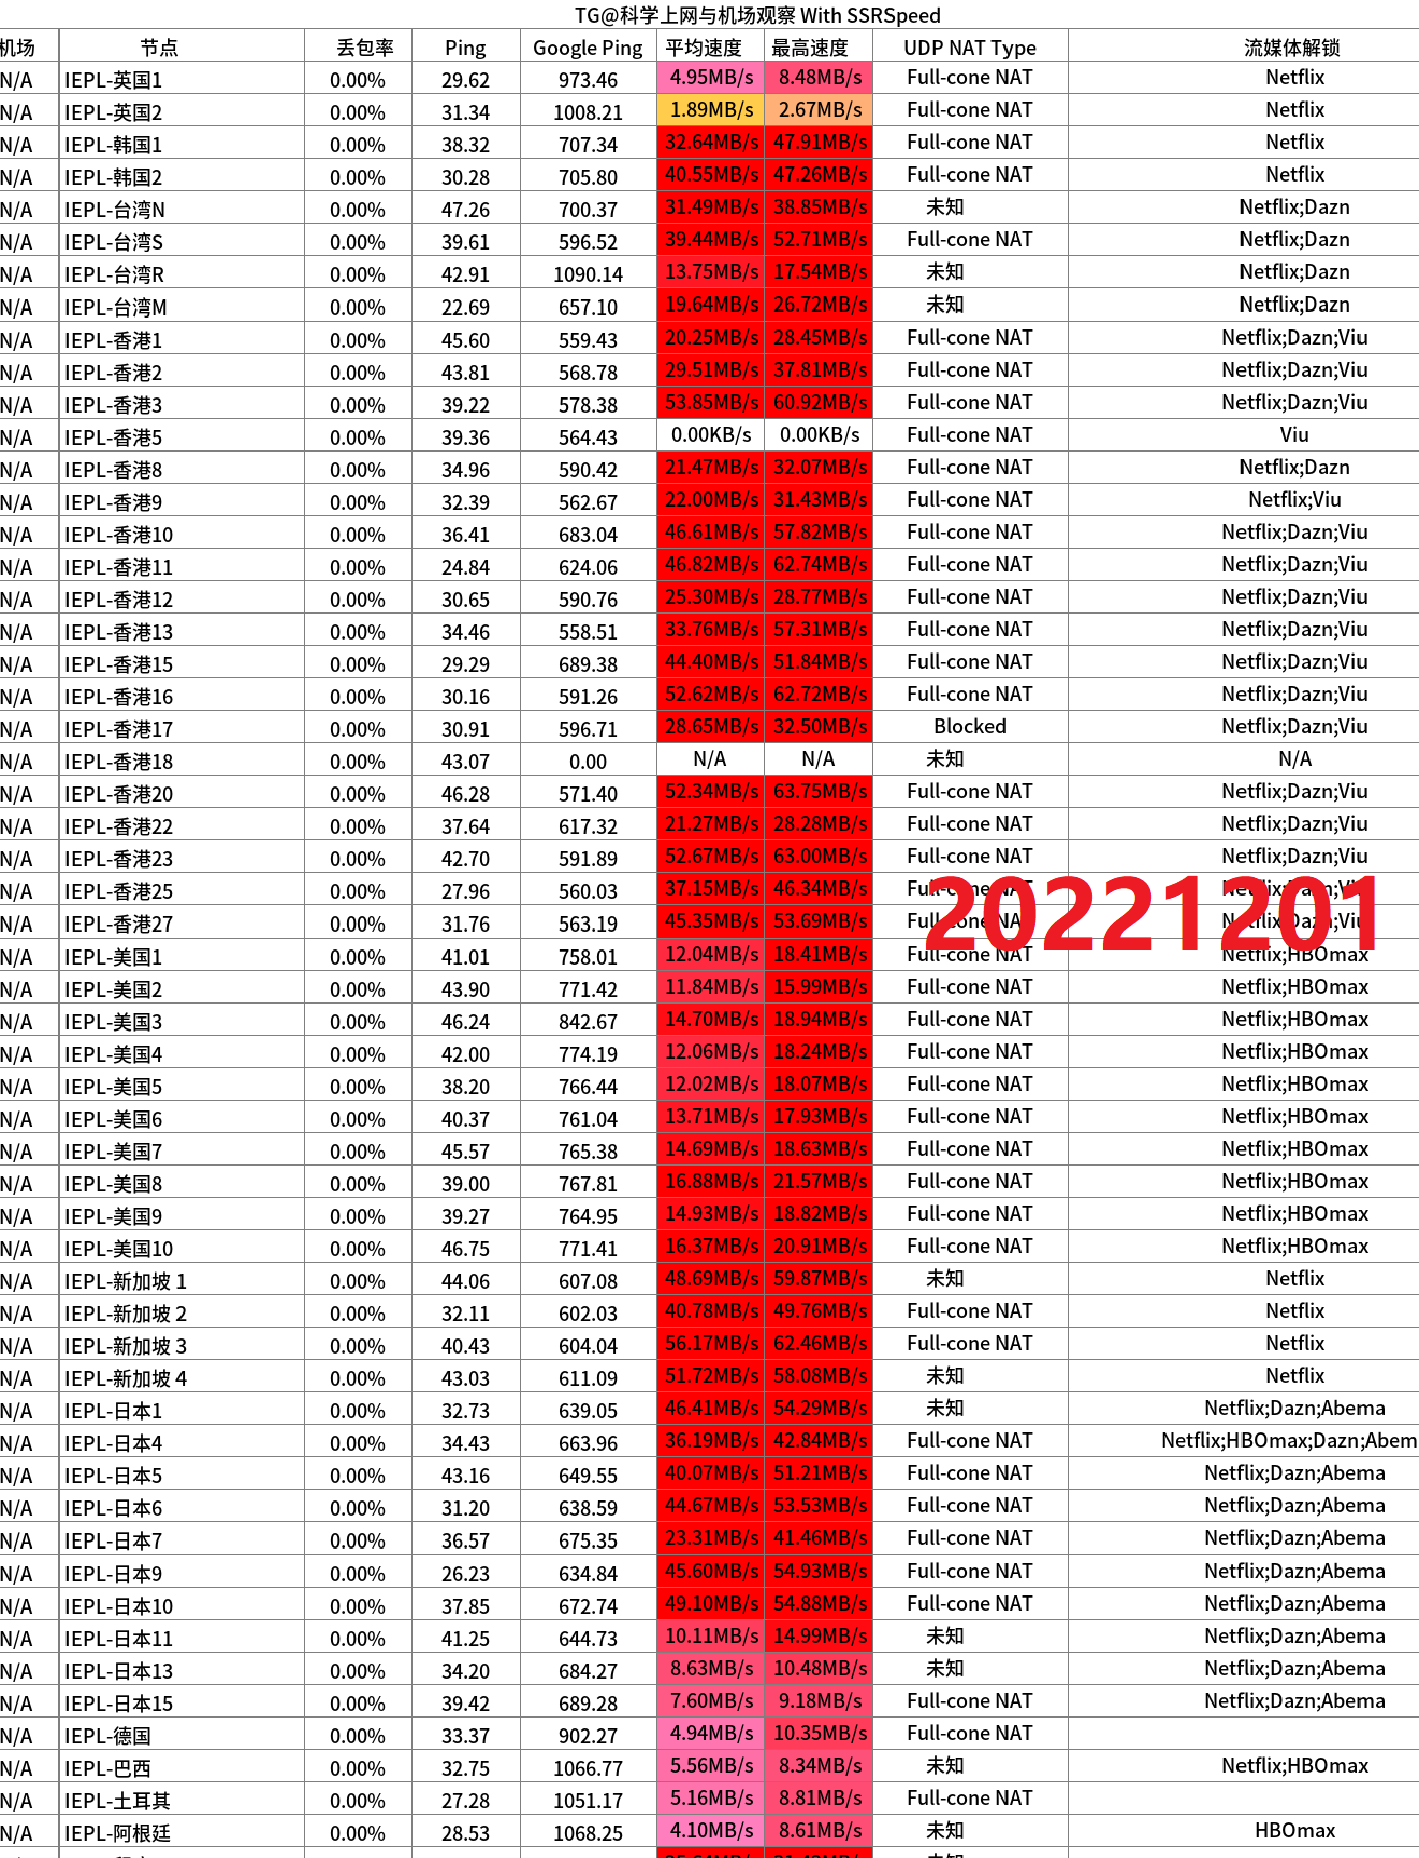 TG@科学上网与机场观察 With SSRSpeed
机场 节点 丢包率 Ping Google Ping 平均速度 最高速度 UDP NAT Type 流媒体解锁
N/A IEPL-英国1 0.00% 29.62 973.46 4.95MB/s 8.48MB/s Full-cone NAT Netflix
N/A IEPL-英国2 0.00% 31.34 1008.21 1.89MB/s 2.67MB/s Full-cone NAT Netflix
N/A IEPL-韩国1 0.00% 38.32 707.34 32.64MB/s 47.91MB/s Full-cone NAT Netflix
N/A IEPL-韩国2 0.00% 30.28 705.80 40.55MB/s 47.26MB/s Full-cone NAT Netflix
N/A IEPL-台湾N 0.00% 47.26 700.37 31.49MB/s 38.85MB/s 未知 Netflix;Dazn
N/A IEPL-台湾S 0.00% 39.61 596.52 39.44MB/s 52.71MB/s Full-cone NAT Netflix;Dazn
N/A IEPL-台湾R 0.00% 42.91 1090.14 13.75MB/s 17.54MB/s 未知 Netflix;Dazn
N/A IEPL-台湾M 0.00% 22.69 657.10 19.64MB/s 26.72MB/s 未知 Netflix;Dazn
N/A IEPL-香港1 0.00% 45.60 559.43 20.25MB/s 28.45MB/s Full-cone NAT Netflix;Dazn;Viu
N/A IEPL-香港2 0.00% 43.81 568.78 29.51MB/s 37.81MB/s Full-cone NAT Netflix;Dazn;Viu
N/A IEPL-香港3 0.00% 39.22 578.38 53.85MB/s 60.92MB/s Full-cone NAT Netflix;Dazn;Viu
N/A IEPL-香港5 0.00% 39.36 564.43 0.00KB/s 0.00KB/s Full-cone NAT Viu
N/A IEPL-香港8 0.00% 34.96 590.42 21.47MB/s 32.07MB/s Full-cone NAT Netflix;Dazn
N/A IEPL-香港9 0.00% 32.39 562.67 22.00MB/s 31.43MB/s Full-cone NAT Netflix;Viu
N/A IEPL-香港10 0.00% 36.41 683.04 46.61MB/s 57.82MB/s Full-cone NAT Netflix;Dazn;Viu
N/A IEPL-香港11 0.00% 24.84 624.06 46.82MB/s 62.74MB/s Full-cone NAT Netflix;Dazn;Viu
N/A IEPL-香港12 0.00% 30.65 590.76 25.30MB/s 28.77MB/s Full-cone NAT Netflix;Dazn;Viu
N/A IEPL-香港13 0.00% 34.46 558.51 33.76MB/s 57.31MB/s Full-cone NAT Netflix;Dazn;Viu
N/A IEPL-香港15 0.00% 29.29 689.38 44.40MB/s 51.84MB/s Full-cone NAT Netflix;Dazn;Viu
N/A IEPL-香港16 0.00% 30.16 591.26 52.62MB/s 62.72MB/s Full-cone NAT Netflix;Dazn;Viu
N/A IEPL-香港17 0.00% 30.91 596.71 28.65MB/s 32.50MB/s Blocked Netflix;Dazn;Viu
N/A IEPL-香港18 0.00% 43.07 0.00 N/A N/A 未知 N/A
N/A IEPL-香港20 0.00% 46.28 571.40 52.34MB/s 63.75MB/s Full-cone NAT Netflix;Dazn;Viu
N/A IEPL-香港22 0.00% 37.64 617.32 21.27MB/s 28.28MB/s Full-cone NAT Netflix;Dazn;Viu
N/A IEPL-香港23 0.00% 42.70 591.89 52.67MB/s 63.00MB/s Full-cone NAT Netflix;Dazn;Viu
N/A IEPL-香港25 0.00% 27.96 560.03 37.15MB/s 46.34MB/s Full-cone NAT Netflix;Dazn;Viu
20221201
N/A IEPL-香港27 0.00% 31.76 563.19 45.35MB/s 53.69MB/s Full-cone NAT Netflix;Dazn;Viu
N/A IEPL-美国1 0.00% 41.01 758.01 12.04MB/s 18.41MB/s Full-cone NAT Netflix;HBOmax
N/A IEPL-美国2 0.00% 43.90 771.42 11.84MB/s 15.99MB/s Full-cone NAT Netflix;HBOmax
N/A IEPL-美国3 0.00% 46.24 842.67 14.70MB/s 18.94MB/s Full-cone NAT Netflix;HBOmax
N/A IEPL-美国4 0.00% 42.00 774.19 12.06MB/s 18.24MB/s Full-cone NAT Netflix;HBOmax
N/A IEPL-美国5 0.00% 38.20 766.44 12.02MB/s 18.07MB/s Full-cone NAT Netflix;HBOmax
N/A IEPL-美国6 0.00% 40.37 761.04 13.71MB/s 17.93MB/s Full-cone NAT Netflix;HBOmax
N/A IEPL-美国7 0.00% 45.57 765.38 14.69MB/s 18.63MB/s Full-cone NAT Netflix;HBOmax
N/A IEPL-美国8 0.00% 39.00 767.81 16.88MB/s 21.57MB/s Full-cone NAT Netflix;HBOmax
N/A IEPL-美国9 0.00% 39.27 764.95 14.93MB/s 18.82MB/s Full-cone NAT Netflix;HBOmax
N/A IEPL-美国10 0.00% 46.75 771.41 16.37MB/s 20.91MB/s Full-cone NAT Netflix;HBOmax
N/A IEPL-新加坡 1 0.00% 44.06 607.08 48.69MB/s 59.87MB/s 未知 Netflix
N/A IEPL-新加坡 2 0.00% 32.11 602.03 40.78MB/s 49.76MB/s Full-cone NAT Netflix
N/A IEPL-新加坡 3 0.00% 40.43 604.04 56.17MB/s 62.46MB/s Full-cone NAT Netflix
N/A IEPL-新加坡 4 0.00% 43.03 611.09 51.72MB/s 58.08MB/s 未知 Netflix
N/A IEPL-日本1 0.00% 32.73 639.05 46.41MB/s 54.29MB/s 未知 Netflix;Dazn;Abema
N/A IEPL-日本4 0.00% 34.43 663.96 36.19MB/s 42.84MB/s Full-cone NAT Netflix;HBOmax;Dazn;Abem
N/A IEPL-日本5 0.00% 43.16 649.55 40.07MB/s 51.21MB/s Full-cone NAT Netflix;Dazn;Abema
N/A IEPL-日本6 0.00% 31.20 638.59 44.67MB/s 53.53MB/s Full-cone NAT Netflix;Dazn;Abema
N/A IEPL-日本7 0.00% 36.57 675.35 23.31MB/s 41.46MB/s Full-cone NAT Netflix;Dazn;Abema
N/A IEPL-日本9 0.00% 26.23 634.84 45.60MB/s 54.93MB/s Full-cone NAT Netflix;Dazn;Abema
N/A IEPL-日本10 0.00% 37.85 672.74 49.10MB/s 54.88MB/s Full-cone NAT Netflix;Dazn;Abema
N/A IEPL-日本11 0.00% 41.25 644.73 10.11MB/s 14.99MB/s 未知 Netflix;Dazn;Abema
N/A IEPL-日本13 0.00% 34.20 684.27 8.63MB/s 10.48MB/s 未知 Netflix;Dazn;Abema
N/A IEPL-日本15 0.00% 39.42 689.28 7.60MB/s 9.18MB/s Full-cone NAT Netflix;Dazn;Abema
N/A IEPL-德国 0.00% 33.37 902.27 4.94MB/s 10.35MB/s Full-cone NAT
N/A IEPL-巴西 0.00% 32.75 1066.77 5.56MB/s 8.34MB/s 未知 Netflix;HBOmax
N/A IEPL-土耳其 0.00% 27.28 1051.17 5.16MB/s 8.81MB/s Full-cone NAT
N/A IEPL-阿根廷 0.00% 28.53 1068.25 4.10MB/s 8.61MB/s 未知 HBOmax